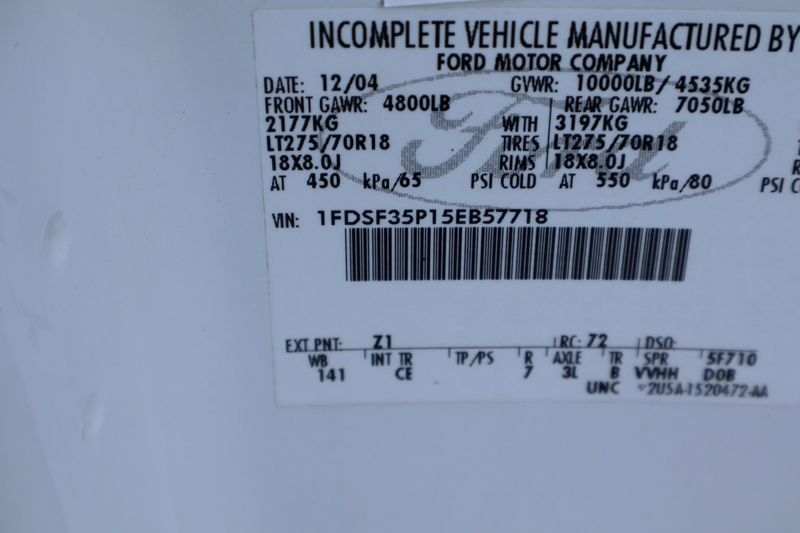 INCOMPLETE VEHICLE MANUFACTURED BY
FORD MOTOR COMPANY
DATE: 12/04 GVWR: 10000LB/ 4535KG
FRONT GAWR: 4800LB REAR GAWR: 7050LB
2177KG WITH 3197KG
LT275/70R18 TIRES LT275/70R18
18X8.0J RIMS 18X8.0J
AT 450 kPa/65 PSI COLD AT 550 kPa/80 PSI CO
Ford
VIN: 1FDSF35P15EB57718
EXT PNT: Z1 RC: 72 DSO:
WB INT TR TP/PS R AXLE TR SPR 5F710
141 CE 7 3L B VVHH DOB
UNC 2U5A-1520472-AA